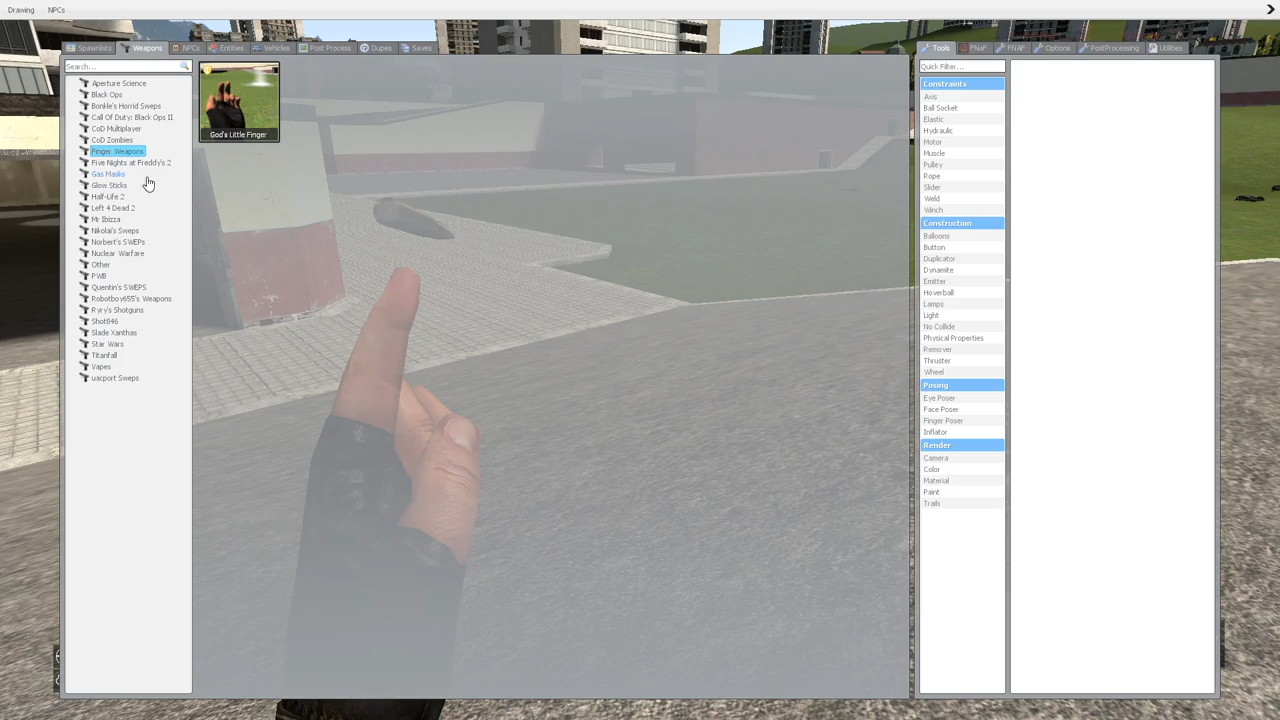 Drawing NPCs
Spawnlists Weapons NPCs Entities Vehicles Post Process Dupes Saves
Search...
Aperture Science
Black Ops
Bonkle's Horrid Sweps
Call Of Duty: Black Ops II
CoD Multiplayer
CoD Zombies
Finger Weapons
Five Nights at Freddy's 2
Gas Masks
Glow Sticks
Half-Life 2
Left 4 Dead 2
Mr Ibizza
Nikolai's Sweps
Norbert's SWEPs
Nuclear Warfare
Other
PWB
Quentin's SWEPS
Robotboy655's Weapons
Ryry's Shotguns
Shot846
Slade Xanthas
Star Wars
Titanfall
Vapes
uacport Sweps
God's Little Finger
Tools FNaF FNAF Options PostProcessing Utilities
Quick Filter...
Constraints
Axis
Ball Socket
Elastic
Hydraulic
Motor
Muscle
Pulley
Rope
Slider
Weld
Winch
Construction
Balloons
Button
Duplicator
Dynamite
Emitter
Hoverball
Lamps
Light
No Collide
Physical Properties
Remover
Thruster
Wheel
Posing
Eye Poser
Face Poser
Finger Poser
Inflator
Render
Camera
Color
Material
Paint
Trails